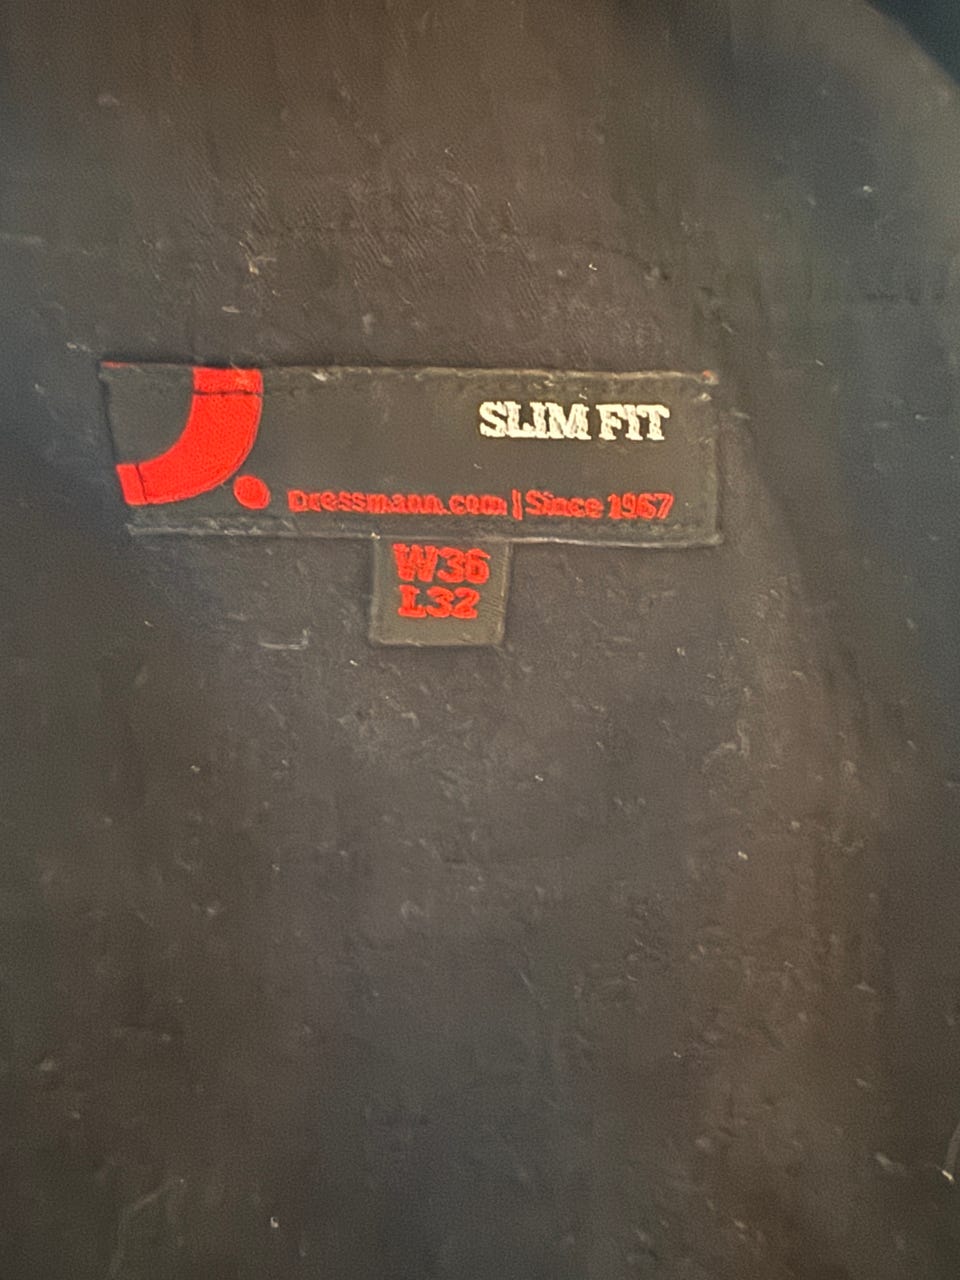 SLIM FIT
Dressmann.com | Since 1967
W36
L32